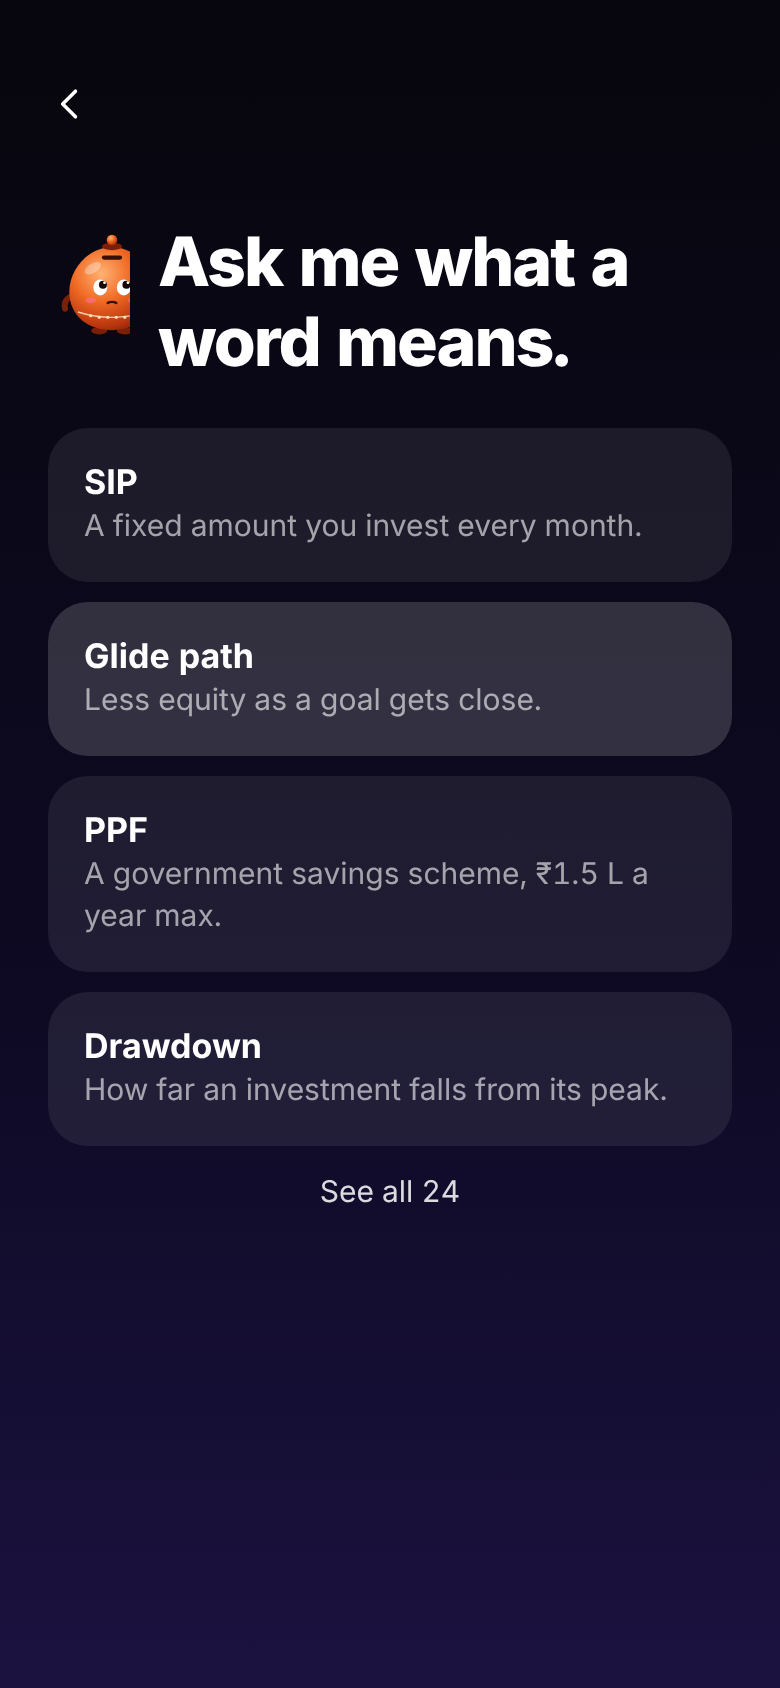 Ask me what a
word means.
SIP
A fixed amount you invest every month.
Glide path
Less equity as a goal gets close.
PPF
A government savings scheme, ₹1.5 L a
year max.
Drawdown
How far an investment falls from its peak.
See all 24